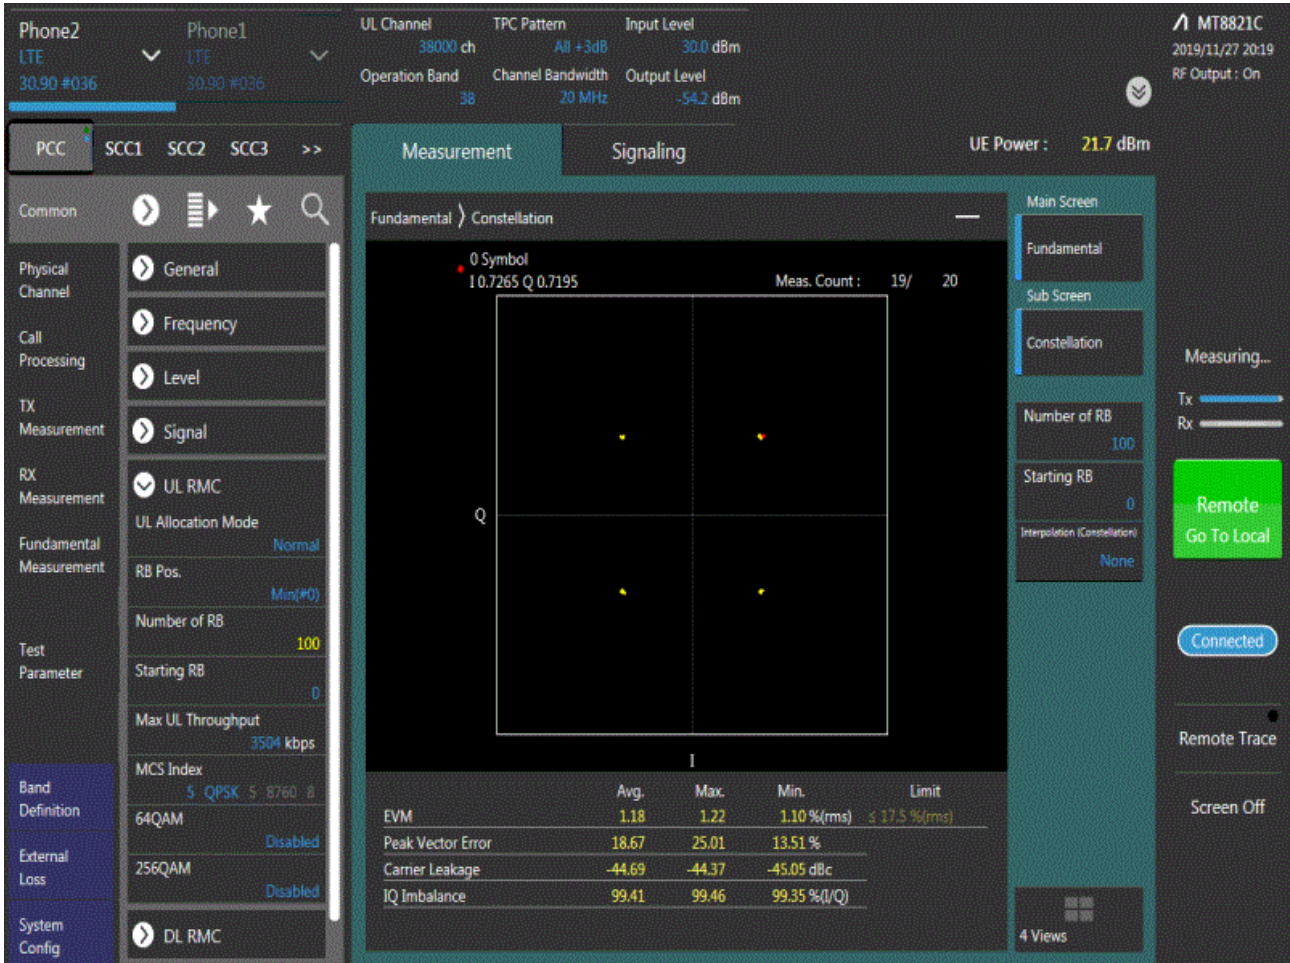 Phone2
LTE
30.90 #036
Phone1
LTE
30.90 #036
UL Channel
38000 ch
TPC Pattern
All +3dB
Input Level
30.0 dBm
Operation Band
38
Channel Bandwidth
20 MHz
Output Level
-54.2 dBm
MT8821C
2019/11/27 20:19
RF Output : On
PCC SCC1 SCC2 SCC3 >>
Measurement Signaling
UE Power : 21.7 dBm
Common
Physical
Channel
Call
Processing
TX
Measurement
RX
Measurement
Fundamental
Measurement
Test
Parameter
Band
Definition
External
Loss
System
Config
General
Frequency
Level
Signal
UL RMC
UL Allocation Mode
Normal
RB Pos.
Min(#0)
Number of RB
100
Starting RB
0
Max UL Throughput
3504 kbps
MCS Index
5 QPSK 5 8760 8
64QAM
Disabled
256QAM
Disabled
DL RMC
Fundamental 〉Constellation
0 Symbol
I 0.7265 Q 0.7195
Meas. Count : 19/ 20
Q
I
Avg. Max. Min. Limit
EVM 1.18 1.22 1.10 %(rms) ≤ 17.5 %(rms)
Peak Vector Error 18.67 25.01 13.51 %
Carrier Leakage -44.69 -44.37 -45.05 dBc
IQ Imbalance 99.41 99.46 99.35 %(I/Q)
Main Screen
Fundamental
Sub Screen
Constellation
Number of RB
100
Starting RB
0
Interpolation (Constellation)
None
4 Views
Measuring...
Tx
Rx
Remote
Go To Local
Connected
Remote Trace
Screen Off